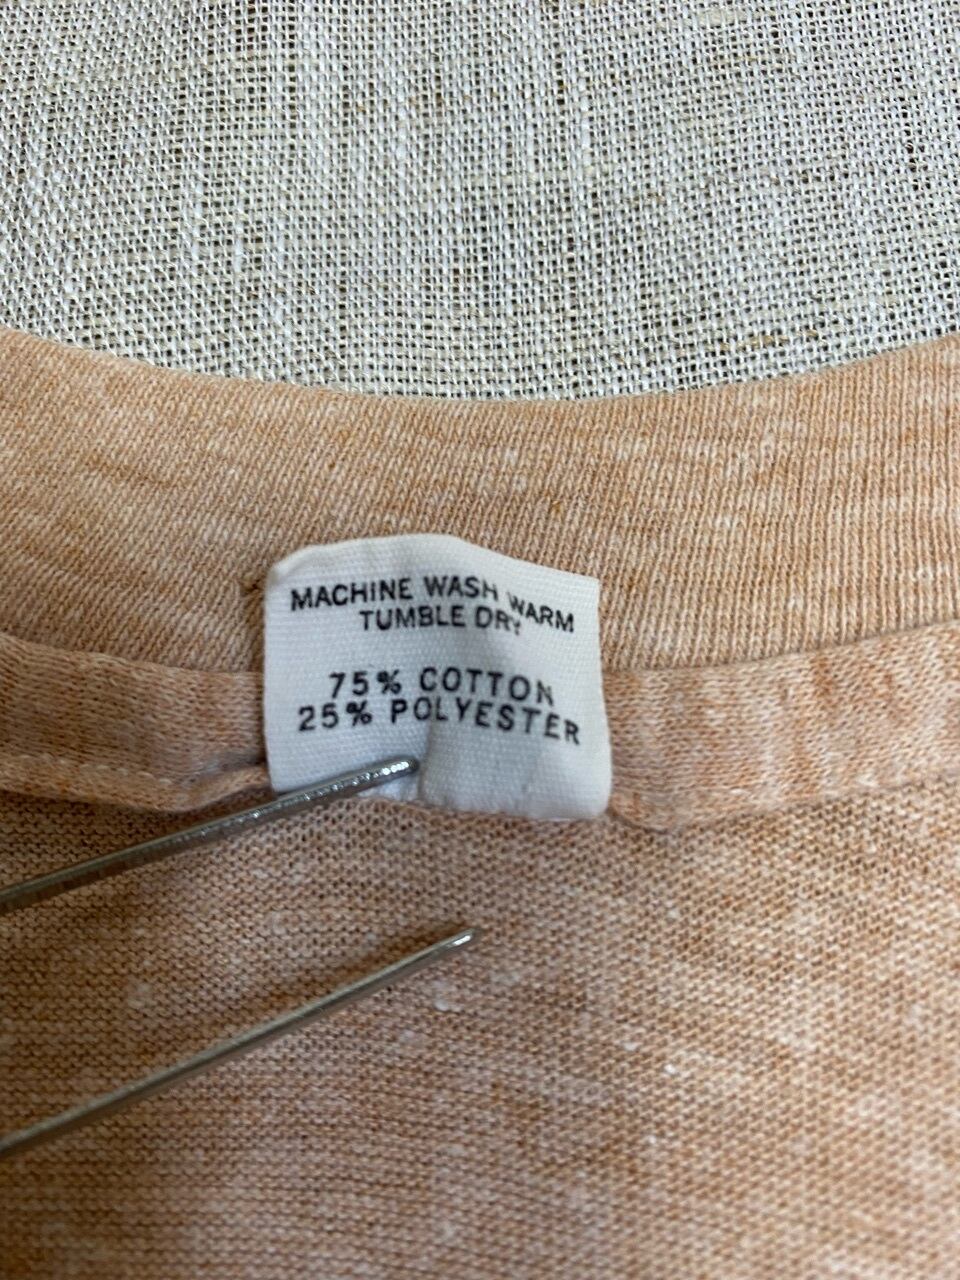 MACHINE WASH WARM
TUMBLE DRY
75% COTTON
25% POLYESTER